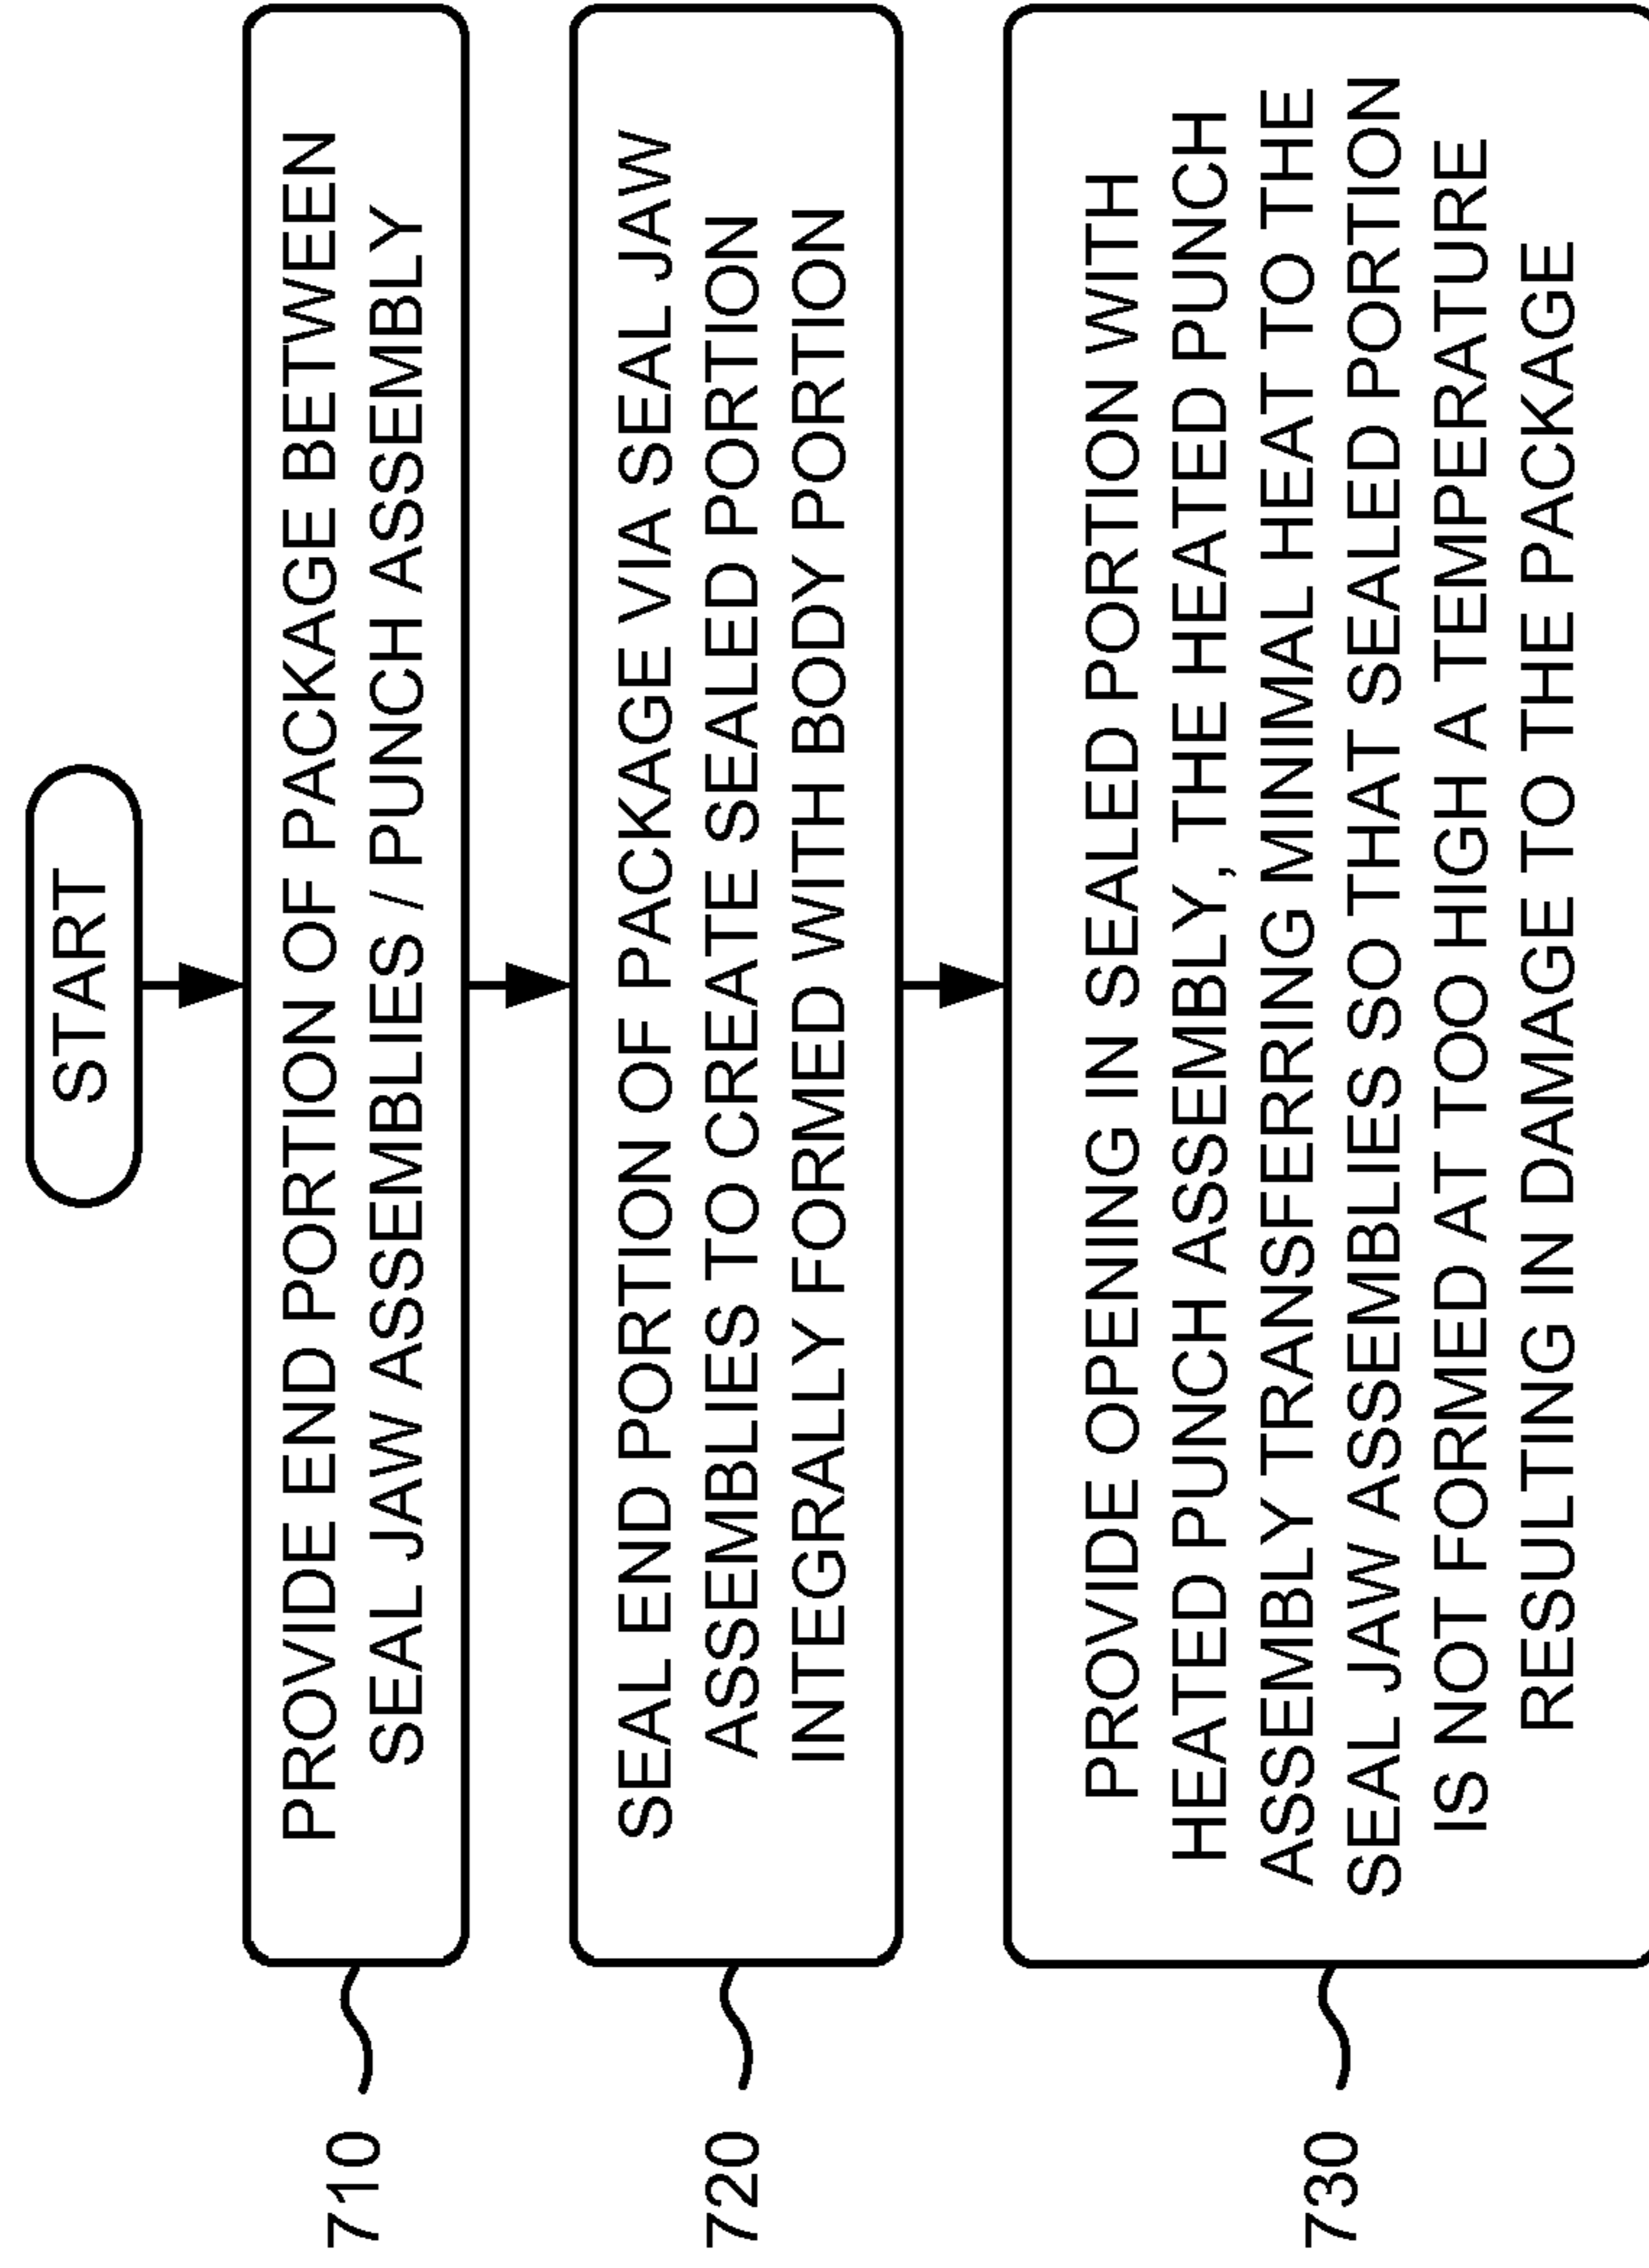 START
PROVIDE END PORTION OF PACKAGE BETWEEN
SEAL JAW ASSEMBLIES / PUNCH ASSEMBLY
710
SEAL END PORTION OF PACKAGE VIA SEAL JAW
ASSEMBLIES TO CREATE SEALED PORTION
INTEGRALLY FORMED WITH BODY PORTION
720
PROVIDE OPENING IN SEALED PORTION WITH
HEATED PUNCH ASSEMBLY, THE HEATED PUNCH
ASSEMBLY TRANSFERRING MINIMAL HEAT TO THE
SEAL JAW ASSEMBLIES SO THAT SEALED PORTION
IS NOT FORMED AT TOO HIGH A TEMPERATURE
RESULTING IN DAMAGE TO THE PACKAGE
730